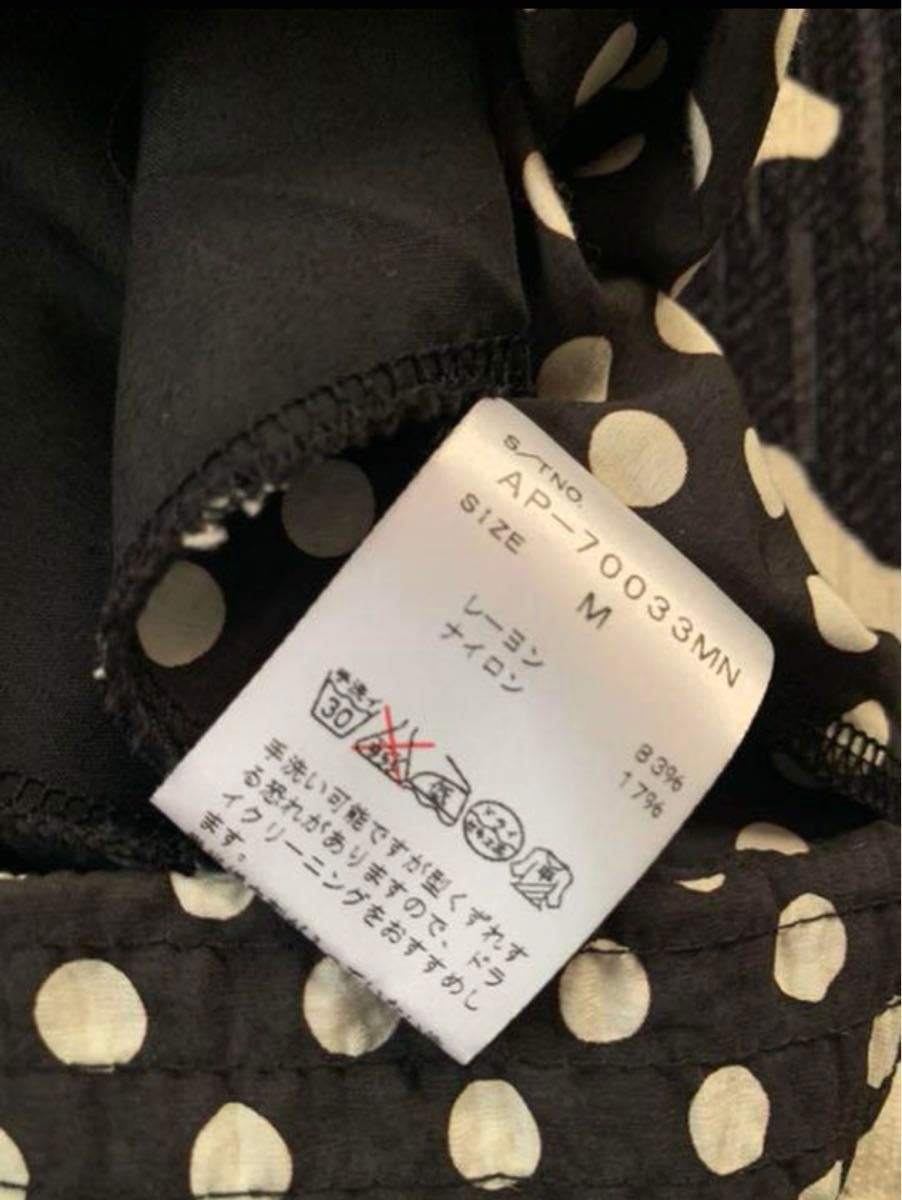 S/TNO.
AP-70033MN
SIZE M
レーヨン 83%
ナイロン 17%
手洗イ
30
ドライ
手洗い可能ですが型くずれす
る恐れがありますので、ドラ
イクリーニングをおすすめし
ます。